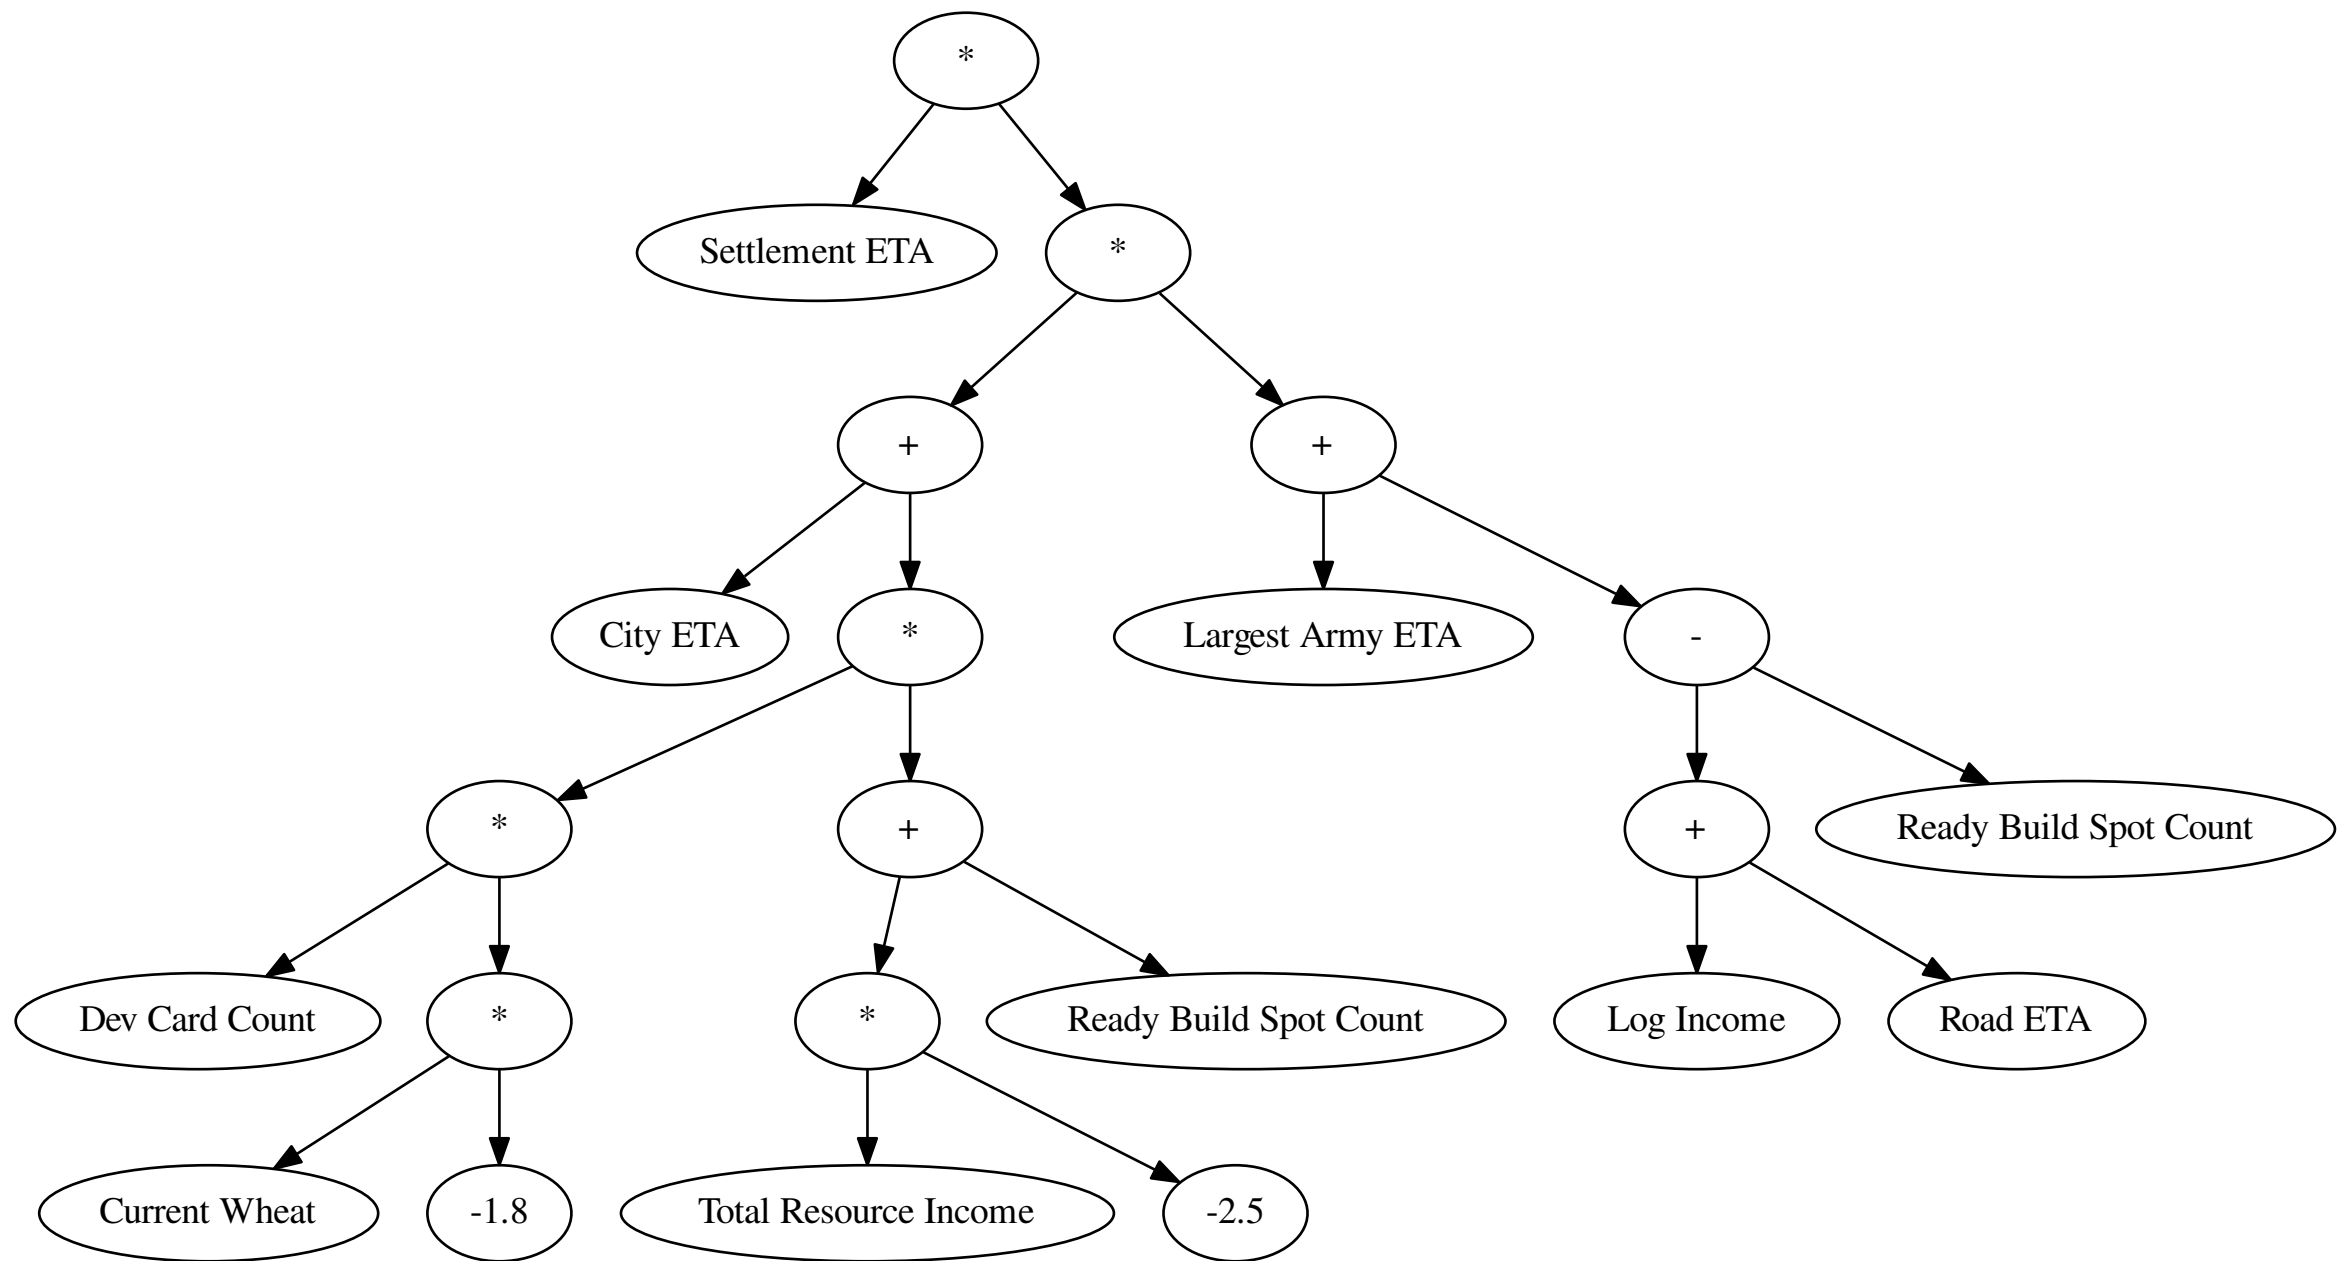 *
Settlement ETA
*
+
+
City ETA
*
Largest Army ETA
-
*
+
+
Ready Build Spot Count
Dev Card Count
*
*
Ready Build Spot Count
Log Income
Road ETA
Current Wheat
-1.8
Total Resource Income
-2.5